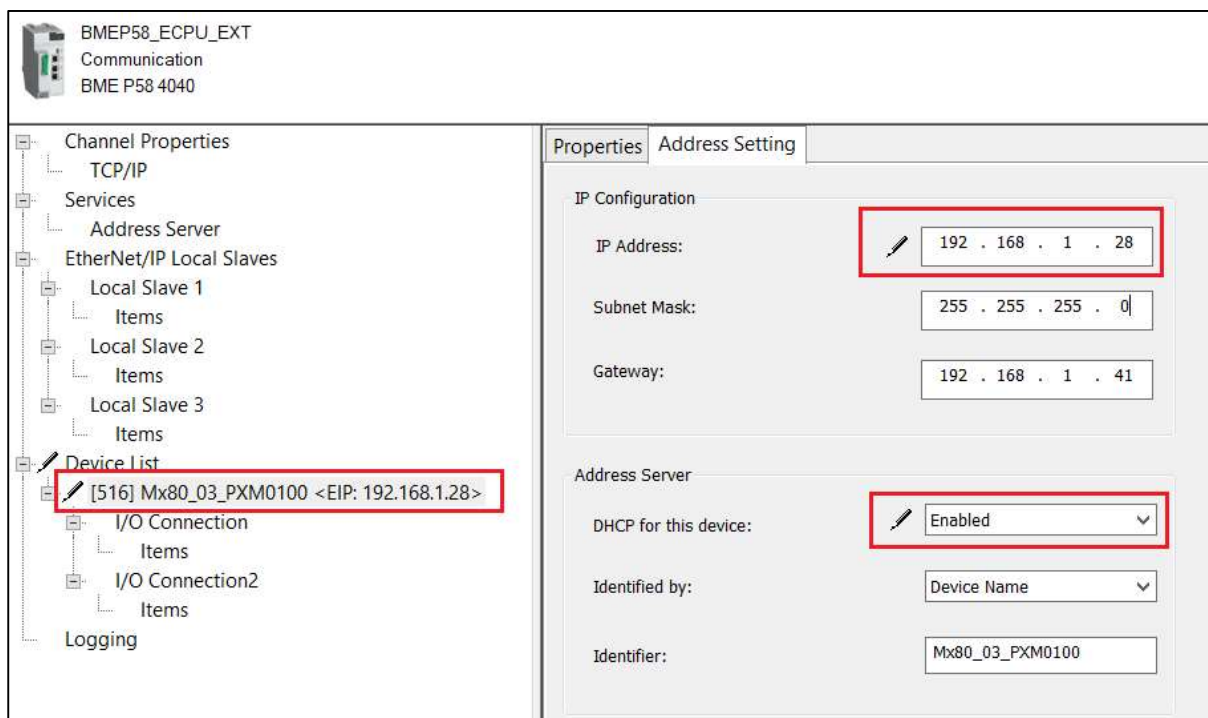 BMEP58_ECPU_EXT
Communication
BME P58 4040
Channel Properties
TCP/IP
Services
Address Server
EtherNet/IP Local Slaves
Local Slave 1
Items
Local Slave 2
Items
Local Slave 3
Items
Device List
[516] Mx80_03_PXM0100 <EIP: 192.168.1.28>
I/O Connection
Items
I/O Connection2
Items
Logging
Properties Address Setting
IP Configuration
IP Address: 192 . 168 . 1 . 28
Subnet Mask: 255 . 255 . 255 . 0
Gateway: 192 . 168 . 1 . 41
Address Server
DHCP for this device: Enabled
Identified by: Device Name
Identifier: Mx80_03_PXM0100